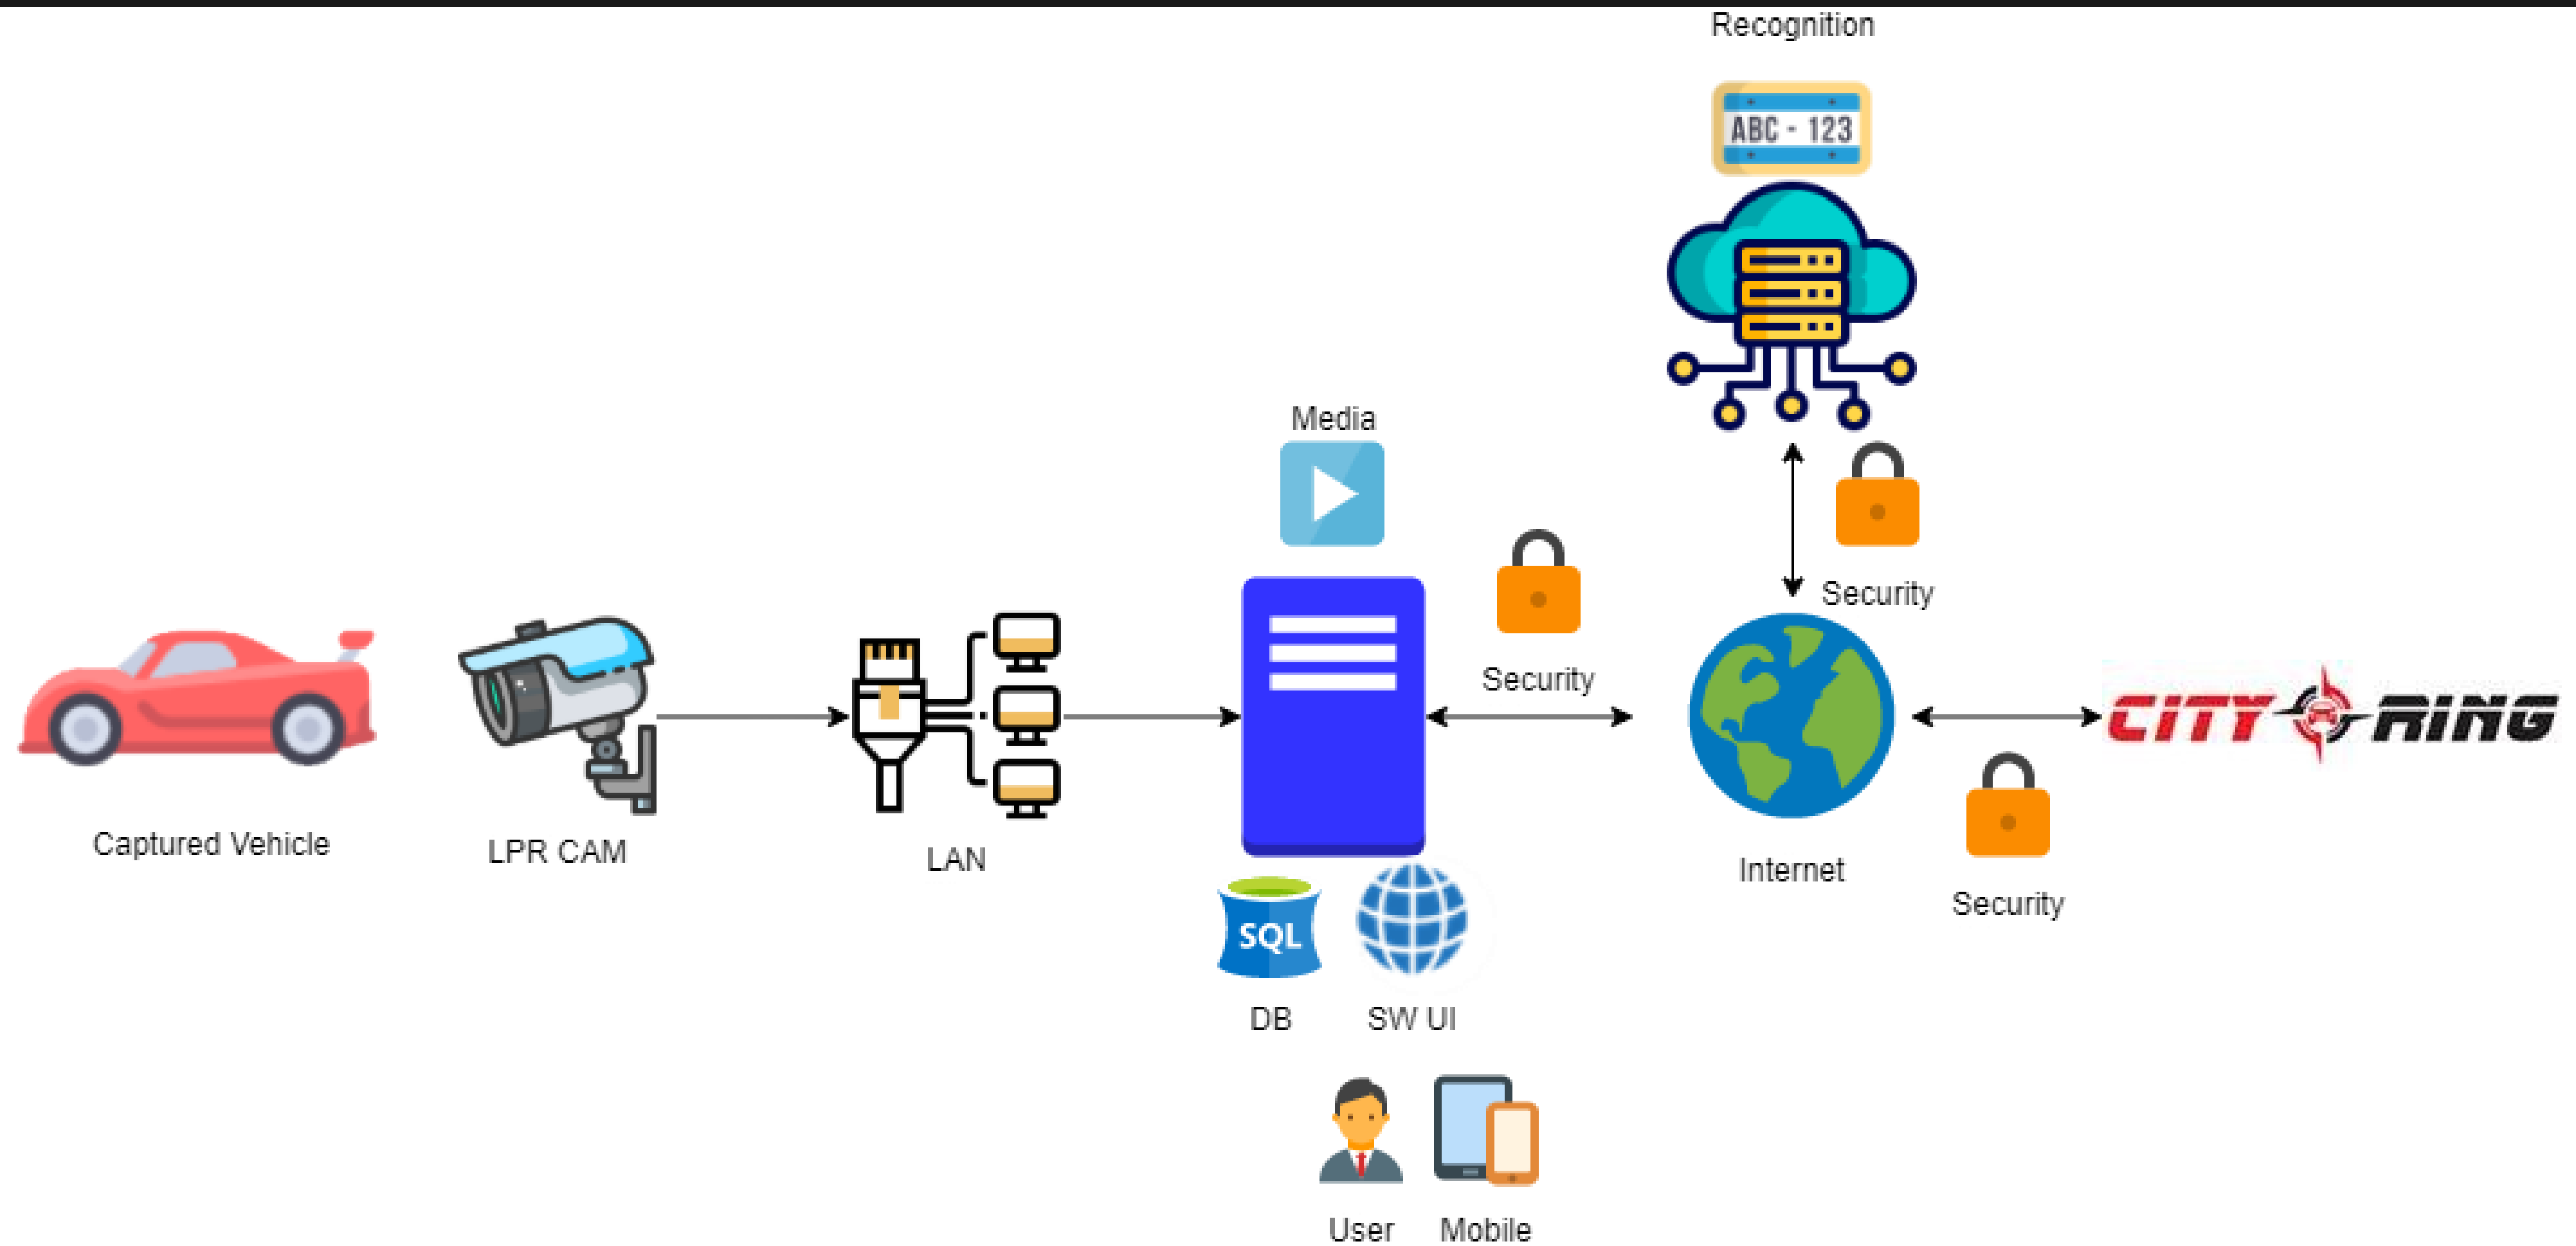 Recognition
ABC - 123
Media
Security
Security
CITY RING
Captured Vehicle
LPR CAM
LAN
Internet
Security
SQL
DB
SW UI
User
Mobile